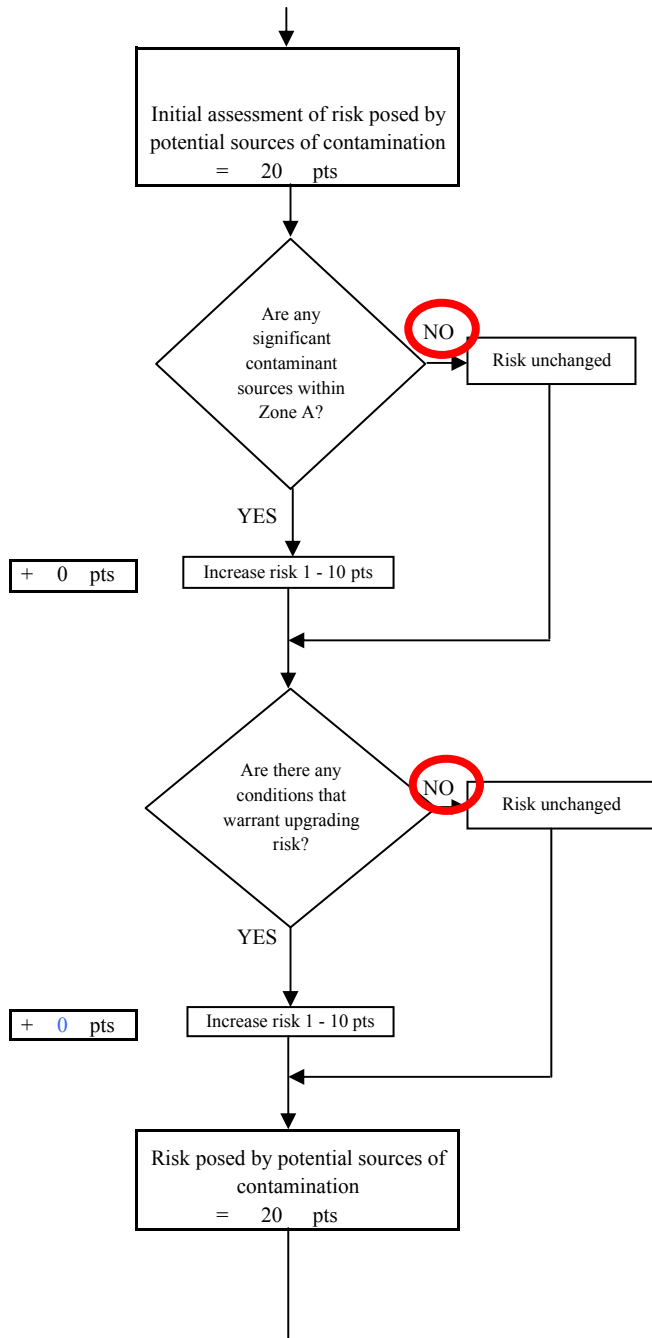 Initial assessment of risk posed by
potential sources of contamination
= 20 pts
Are any
significant
contaminant
sources within
Zone A?
NO
Risk unchanged
YES
+ 0 pts
Increase risk 1 - 10 pts
Are there any
conditions that
warrant upgrading
risk?
NO
Risk unchanged
YES
+ 0 pts
Increase risk 1 - 10 pts
Risk posed by potential sources of
contamination
= 20 pts